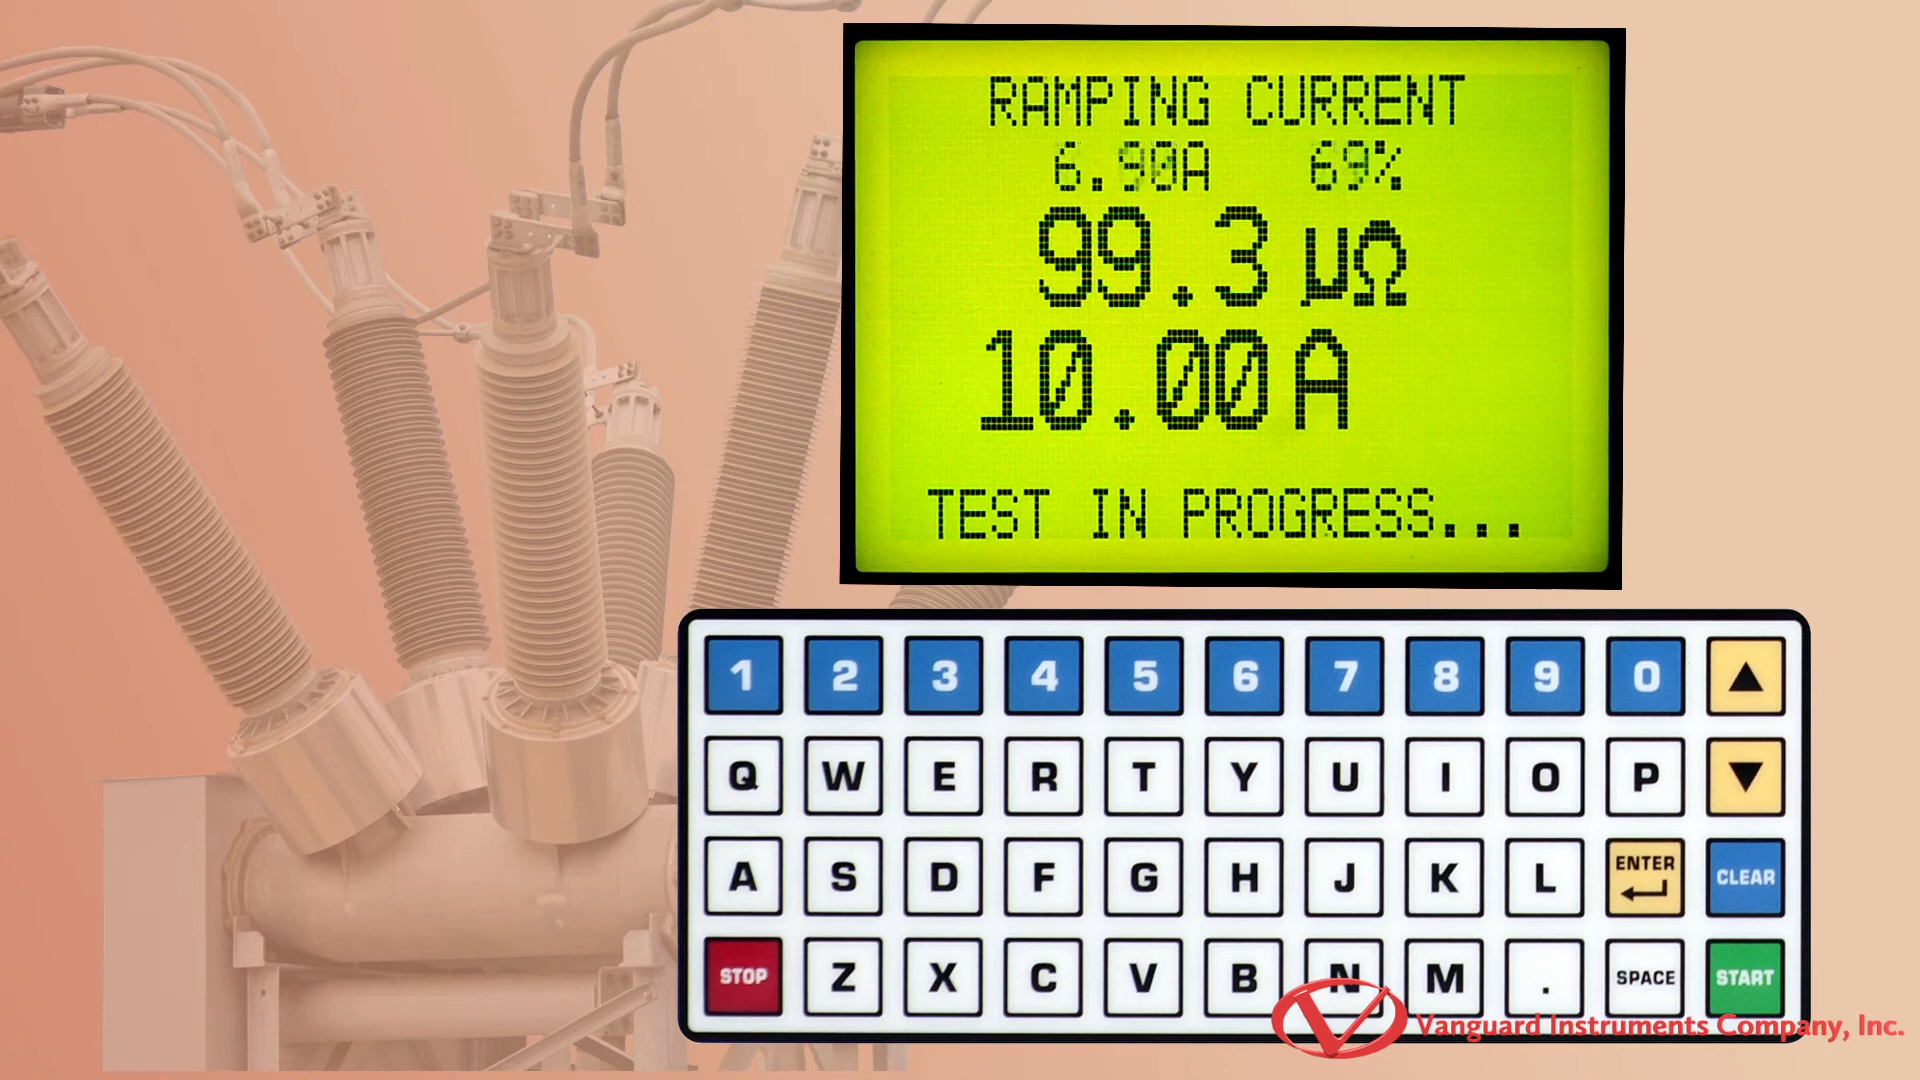 RAMPING CURRENT
6.90A 69%
99.3 µΩ
10.00 A
TEST IN PROGRESS...
1 2 3 4 5 6 7 8 9 0 ▲
Q W E R T Y U I O P ▼
A S D F G H J K L ENTER CLEAR
STOP Z X C V B N M . SPACE START
Vanguard Instruments Company, Inc.